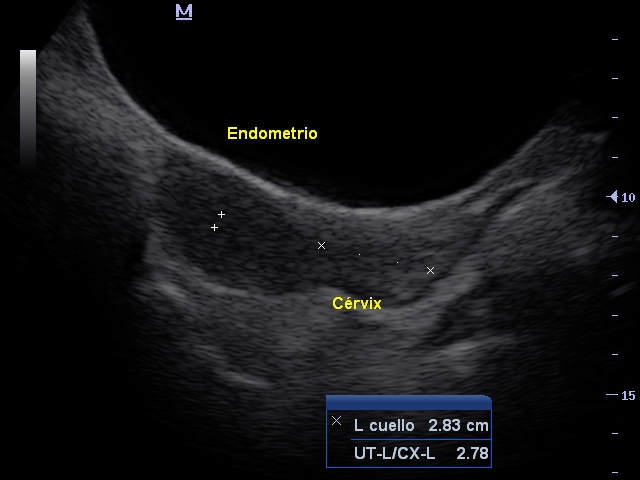 M
Endometrio
10
Cérvix
15
L cuello 2.83 cm
UT-L/CX-L 2.78